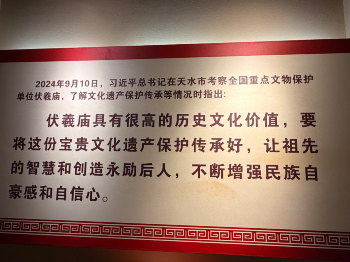 2024年9月10日，习近平总书记在天水市考察全国重点文物保护
单位伏羲庙，了解文化遗产保护传承等情况时指出：
伏羲庙具有很高的历史文化价值，要
将这份宝贵文化遗产保护传承好，让祖先
的智慧和创造永励后人，不断增强民族自
豪感和自信心。